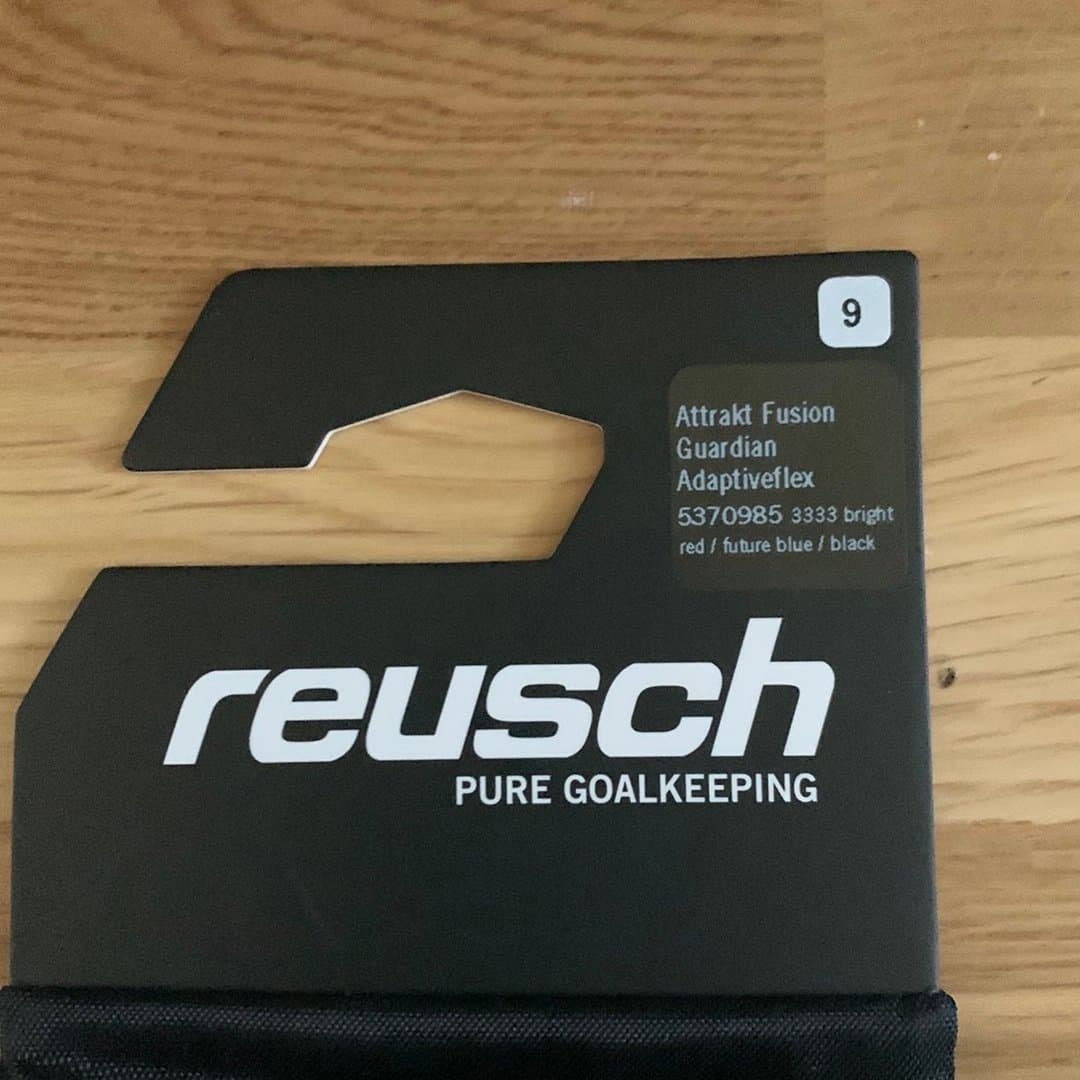 9
Attrakt Fusion
Guardian
Adaptiveflex
5370985 3333 bright
red / future blue / black
reusch
PURE GOALKEEPING